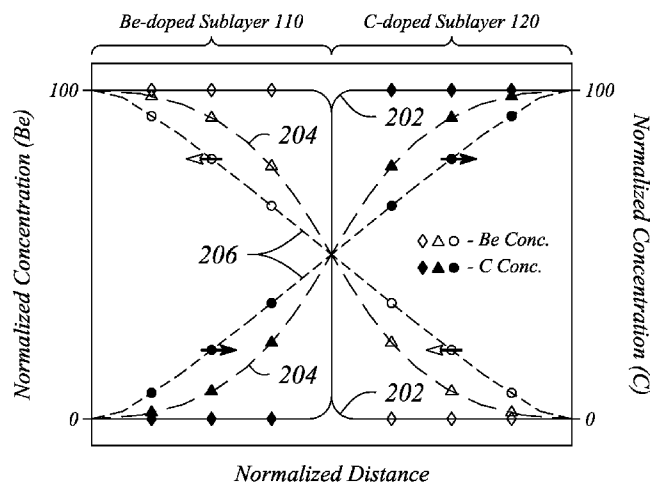 Be-doped Sublayer 110
C-doped Sublayer 120
100
100
202
204
206
- Be Conc.
- C Conc.
204
202
0
0
Normalized Concentration (Be)
Normalized Concentration (C)
Normalized Distance